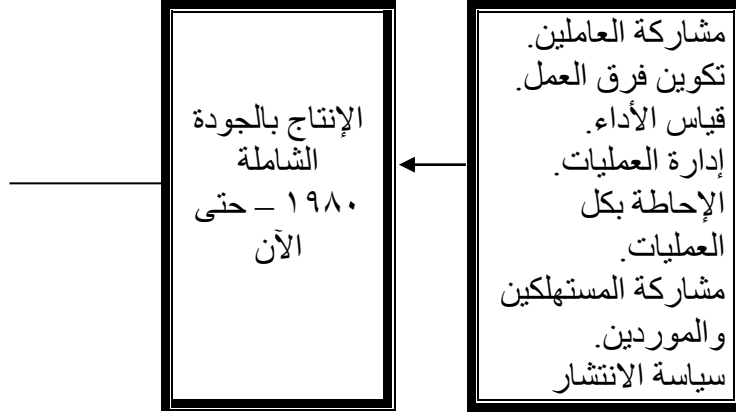 مشاركة العاملين.
تكوين فرق العمل.
قياس الأداء.
إدارة العمليات.
الإحاطة بكل
العمليات.
مشاركة المستهلكين
والموردين.
سياسة الانتشار
الإنتاج بالجودة
الشاملة
١٩٨٠ – حتى
الآن